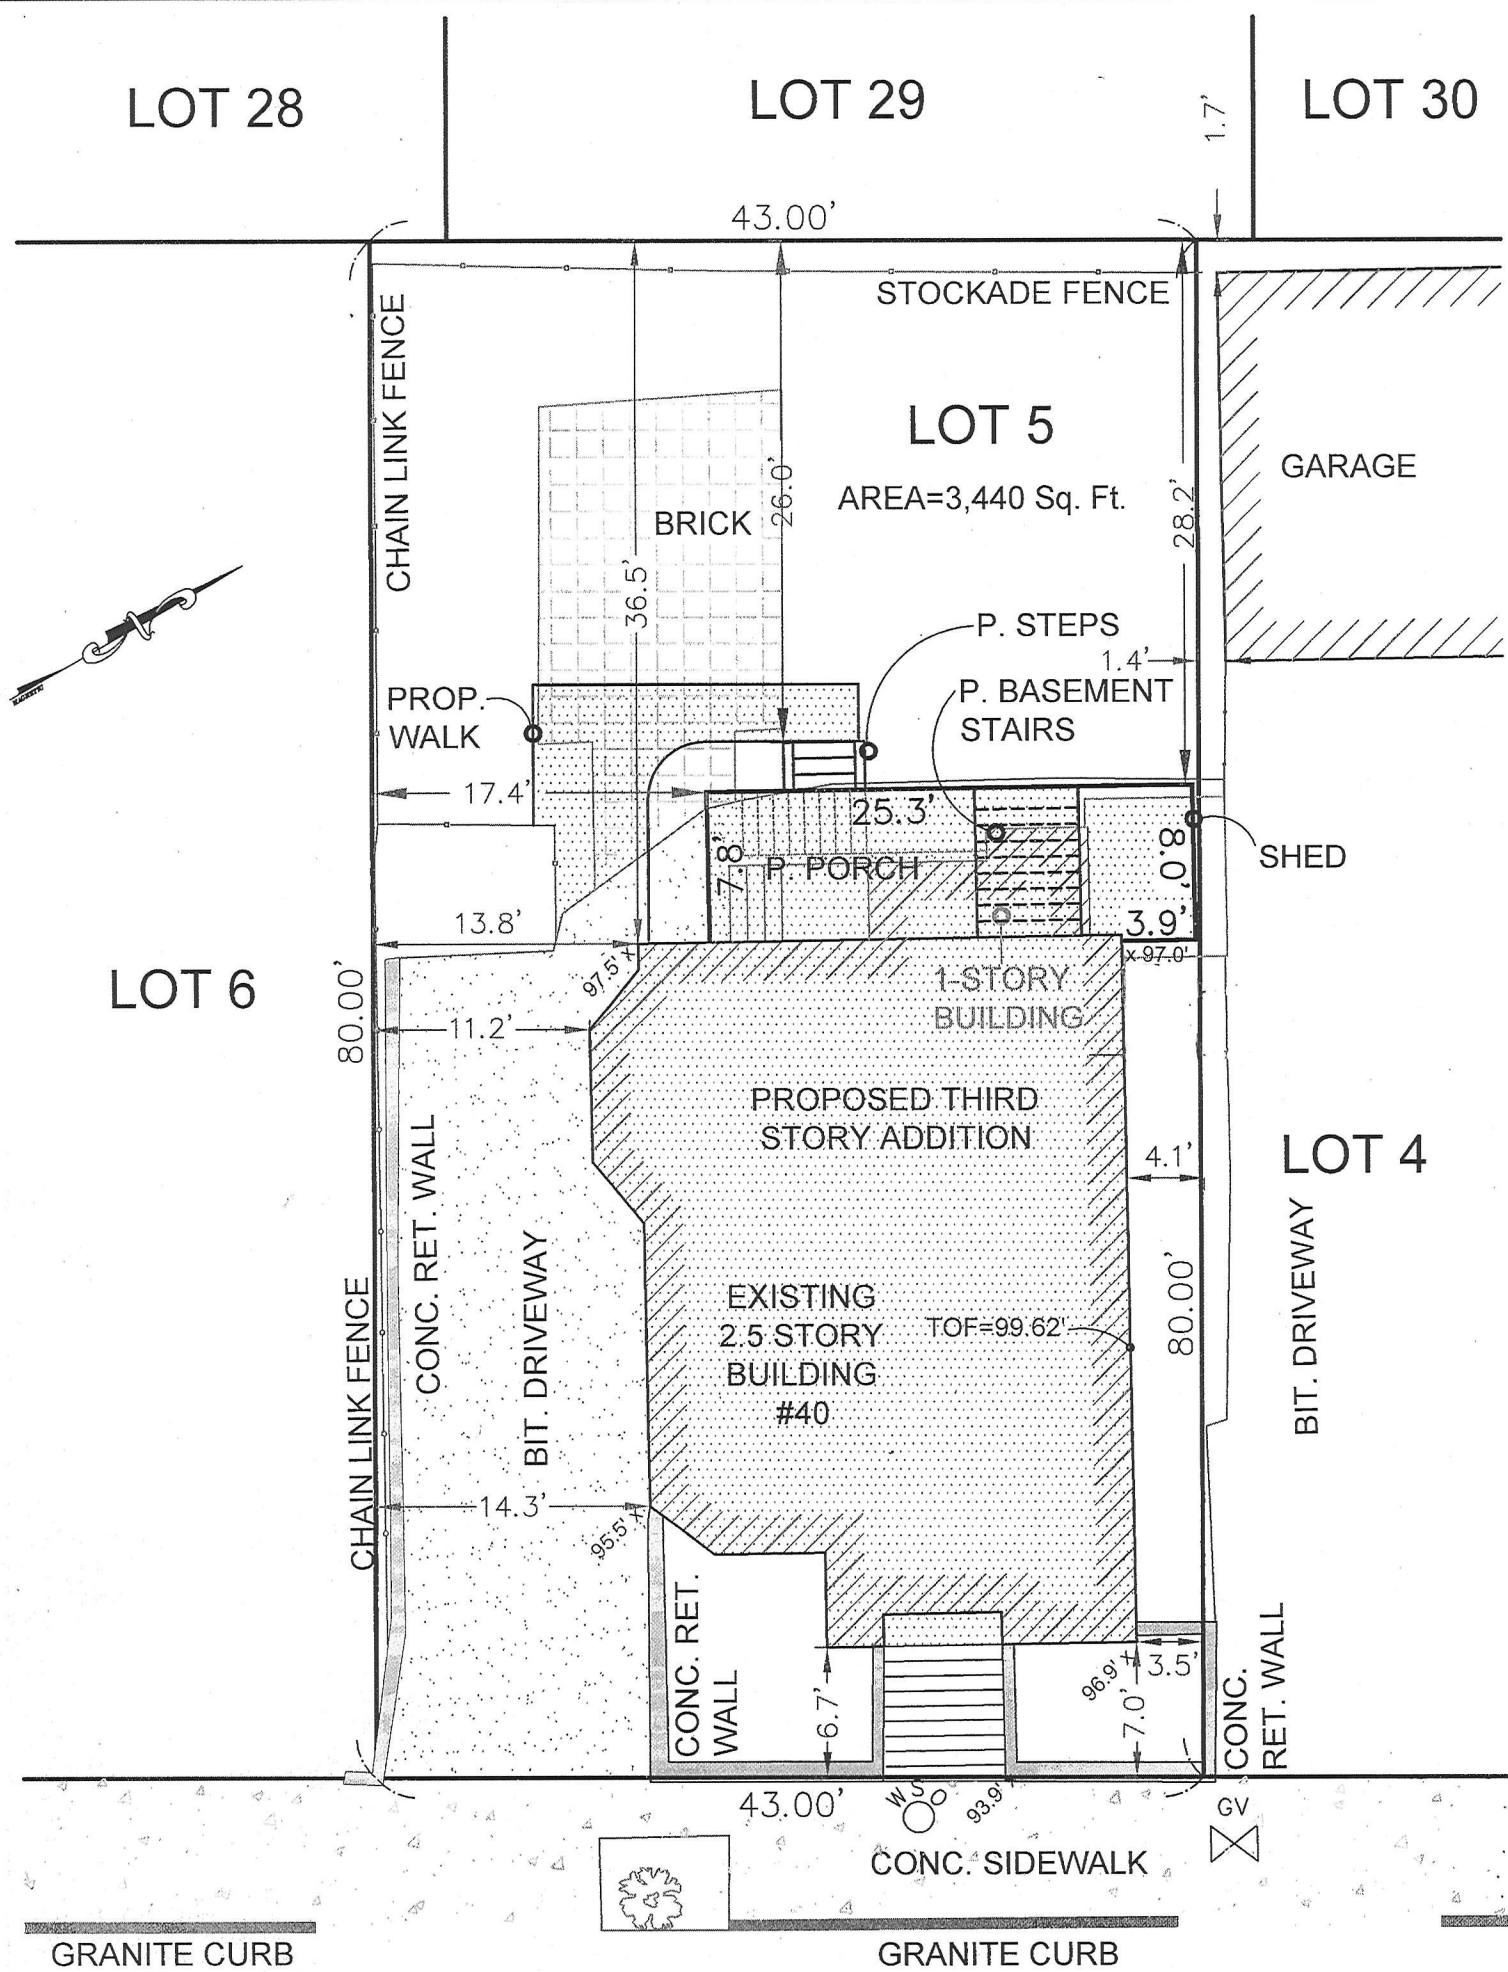 LOT 28
LOT 29
LOT 30
1.7'
43.00'
STOCKADE FENCE
CHAIN LINK FENCE
LOT 5
AREA=3,440 Sq. Ft.
GARAGE
BRICK
26.0'
28.2'
36.5'
P. STEPS
1.4'
MAGNETIC
PROP.
WALK
P. BASEMENT
STAIRS
17.4'
25.3'
7.8'
P. PORCH
8.0'
SHED
13.8'
3.9'
x 97.0'
97.5' x
1-STORY
BUILDING
LOT 6
80.00'
11.2'
PROPOSED THIRD
STORY ADDITION
4.1'
LOT 4
CONC. RET. WALL
BIT. DRIVEWAY
EXISTING
2.5 STORY
BUILDING
#40
TOF=99.62'
80.00'
BIT. DRIVEWAY
CHAIN LINK FENCE
14.3'
95.5' x
CONC. RET.
WALL
6.7'
96.9' x
3.5'
7.0'
CONC.
RET. WALL
43.00'
W
S
93.9'
GV
CONC. SIDEWALK
GRANITE CURB
GRANITE CURB